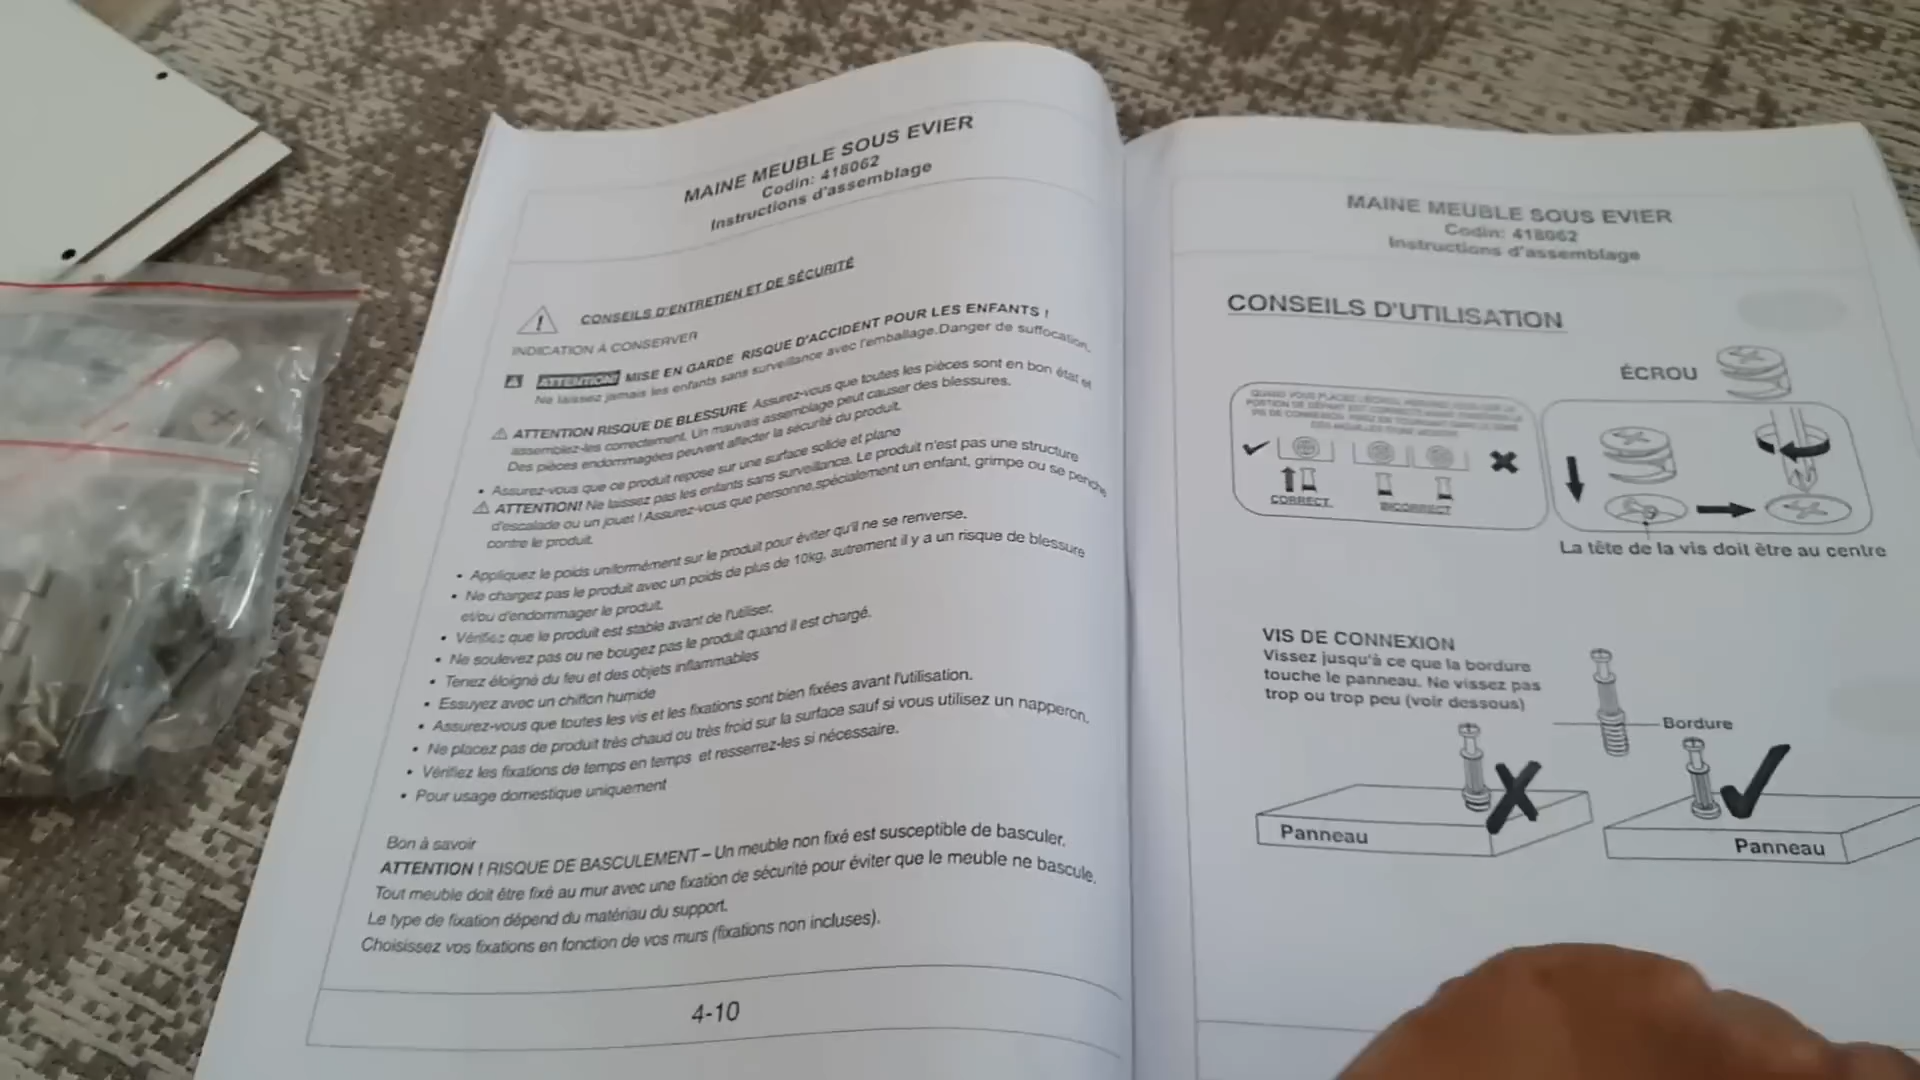 MAINE MEUBLE SOUS EVIER
Codin: 418062
Instructions d'assemblage
CONSEILS D'ENTRETIEN ET DE SÉCURITÉ
INDICATION À CONSERVER
ATTENTION! MISE EN GARDE RISQUE D'ACCIDENT POUR LES ENFANTS !
Ne laissez jamais les enfants sans surveillance avec l'emballage.Danger de suffocation.
ATTENTION RISQUE DE BLESSURE Assurez-vous que toutes les pièces sont en bon état et
assemblez-les correctement. Un mauvais assemblage peut causer des blessures.
Des pièces endommagées peuvent affecter la sécurité du produit.
• Assurez-vous que ce produit repose sur une surface solide et plane
ATTENTION! Ne laissez pas les enfants sans surveillance. Le produit n'est pas une structure
d'escalade ou un jouet ! Assurez-vous que personne,spécialement un enfant, grimpe ou se penche
contre le produit.
• Appliquez le poids uniformément sur le produit pour éviter qu'il ne se renverse.
• Ne chargez pas le produit avec un poids de plus de 10kg, autrement il y a un risque de blessure
et/ou d'endommager le produit.
• Vérifiez que le produit est stable avant de l'utiliser.
• Ne soulevez pas ou ne bougez pas le produit quand il est chargé.
• Tenez éloigné du feu et des objets inflammables
• Essuyez avec un chiffon humide
• Assurez-vous que toutes les vis et les fixations sont bien fixées avant l'utilisation.
• Ne placez pas de produit très chaud ou très froid sur la surface sauf si vous utilisez un napperon.
• Vérifiez les fixations de temps en temps et resserrez-les si nécessaire.
• Pour usage domestique uniquement
Bon à savoir
ATTENTION ! RISQUE DE BASCULEMENT – Un meuble non fixé est susceptible de basculer.
Tout meuble doit être fixé au mur avec une fixation de sécurité pour éviter que le meuble ne bascule.
Le type de fixation dépend du matériau du support.
Choisissez vos fixations en fonction de vos murs (fixations non incluses).
4-10
MAINE MEUBLE SOUS EVIER
Codin: 418062
Instructions d'assemblage
CONSEILS D'UTILISATION
ÉCROU
CORRECT
INCORRECT
La tête de la vis doit être au centre
VIS DE CONNEXION
Vissez jusqu'à ce que la bordure
touche le panneau. Ne vissez pas
trop ou trop peu (voir dessous)
Bordure
Panneau
Panneau